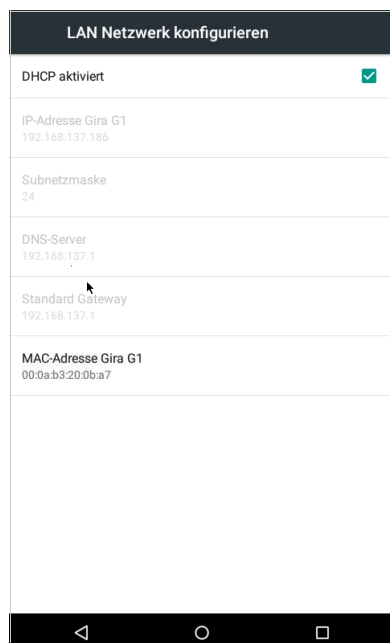 LAN Netzwerk konfigurieren
DHCP aktiviert
IP-Adresse Gira G1
192.168.137.186
Subnetzmaske
24
DNS-Server
192.168.137.1
Standard Gateway
192.168.137.1
MAC-Adresse Gira G1
00:0a:b3:20:0b:a7